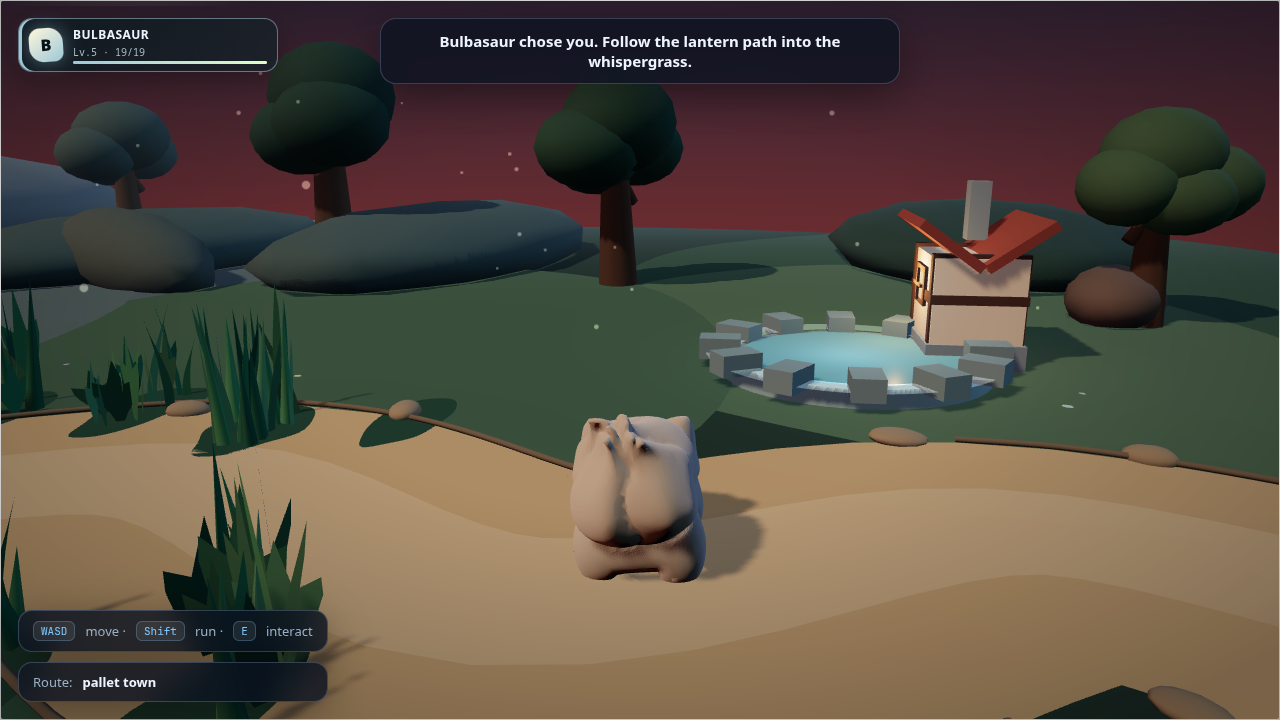 B
BULBASAUR
Lv.5 · 19/19
Bulbasaur chose you. Follow the lantern path into the
whispergrass.
WASD move · Shift run · E interact
Route: pallet town